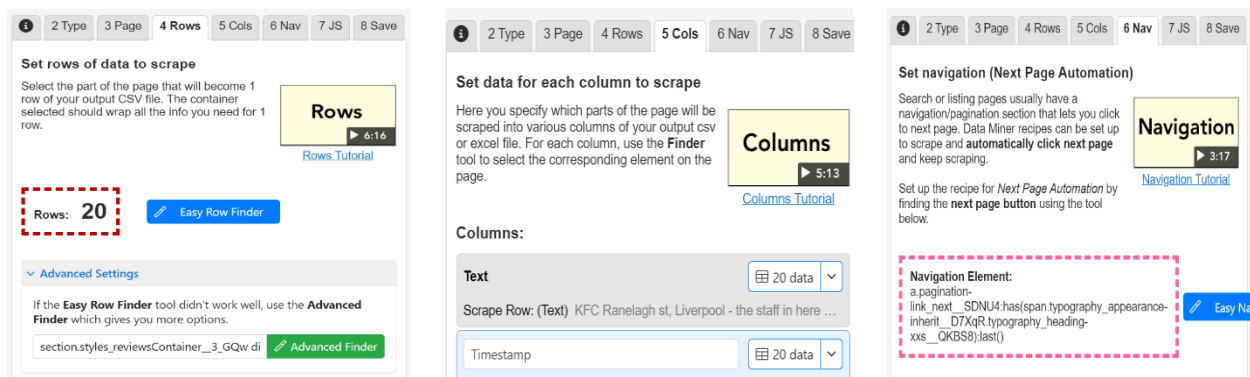 2 Type 3 Page 4 Rows 5 Cols 6 Nav 7 JS 8 Save
Set rows of data to scrape
Select the part of the page that will become 1
row of your output CSV file. The container
selected should wrap all the info you need for 1
row.
Rows
6:16
Rows Tutorial
Rows: 20
Easy Row Finder
Advanced Settings
If the Easy Row Finder tool didn't work well, use the Advanced
Finder which gives you more options.
section.styles_reviewsContainer__3_GQw di
Advanced Finder
2 Type 3 Page 4 Rows 5 Cols 6 Nav 7 JS 8 Save
Set data for each column to scrape
Here you specify which parts of the page will be
scraped into various columns of your output csv
or excel file. For each column, use the Finder
tool to select the corresponding element on the
page.
Columns
5:13
Columns Tutorial
Columns:
Text
20 data
Scrape Row: (Text) KFC Ranelagh st, Liverpool - the staff in here ...
Timestamp
20 data
2 Type 3 Page 4 Rows 5 Cols 6 Nav 7 JS 8 Save
Set navigation (Next Page Automation)
Search or listing pages usually have a
navigation/pagination section that lets you click
to next page. Data Miner recipes can be set up
to scrape and automatically click next page
and keep scraping.
Navigation
3:17
Navigation Tutorial
Set up the recipe for Next Page Automation by
finding the next page button using the tool
below.
Navigation Element:
a.pagination-
link_next__SDNU4:has(span.typography_appearance-
inherit__D7XqR.typography_heading-
xxs__QKBS8):last()
Easy Na